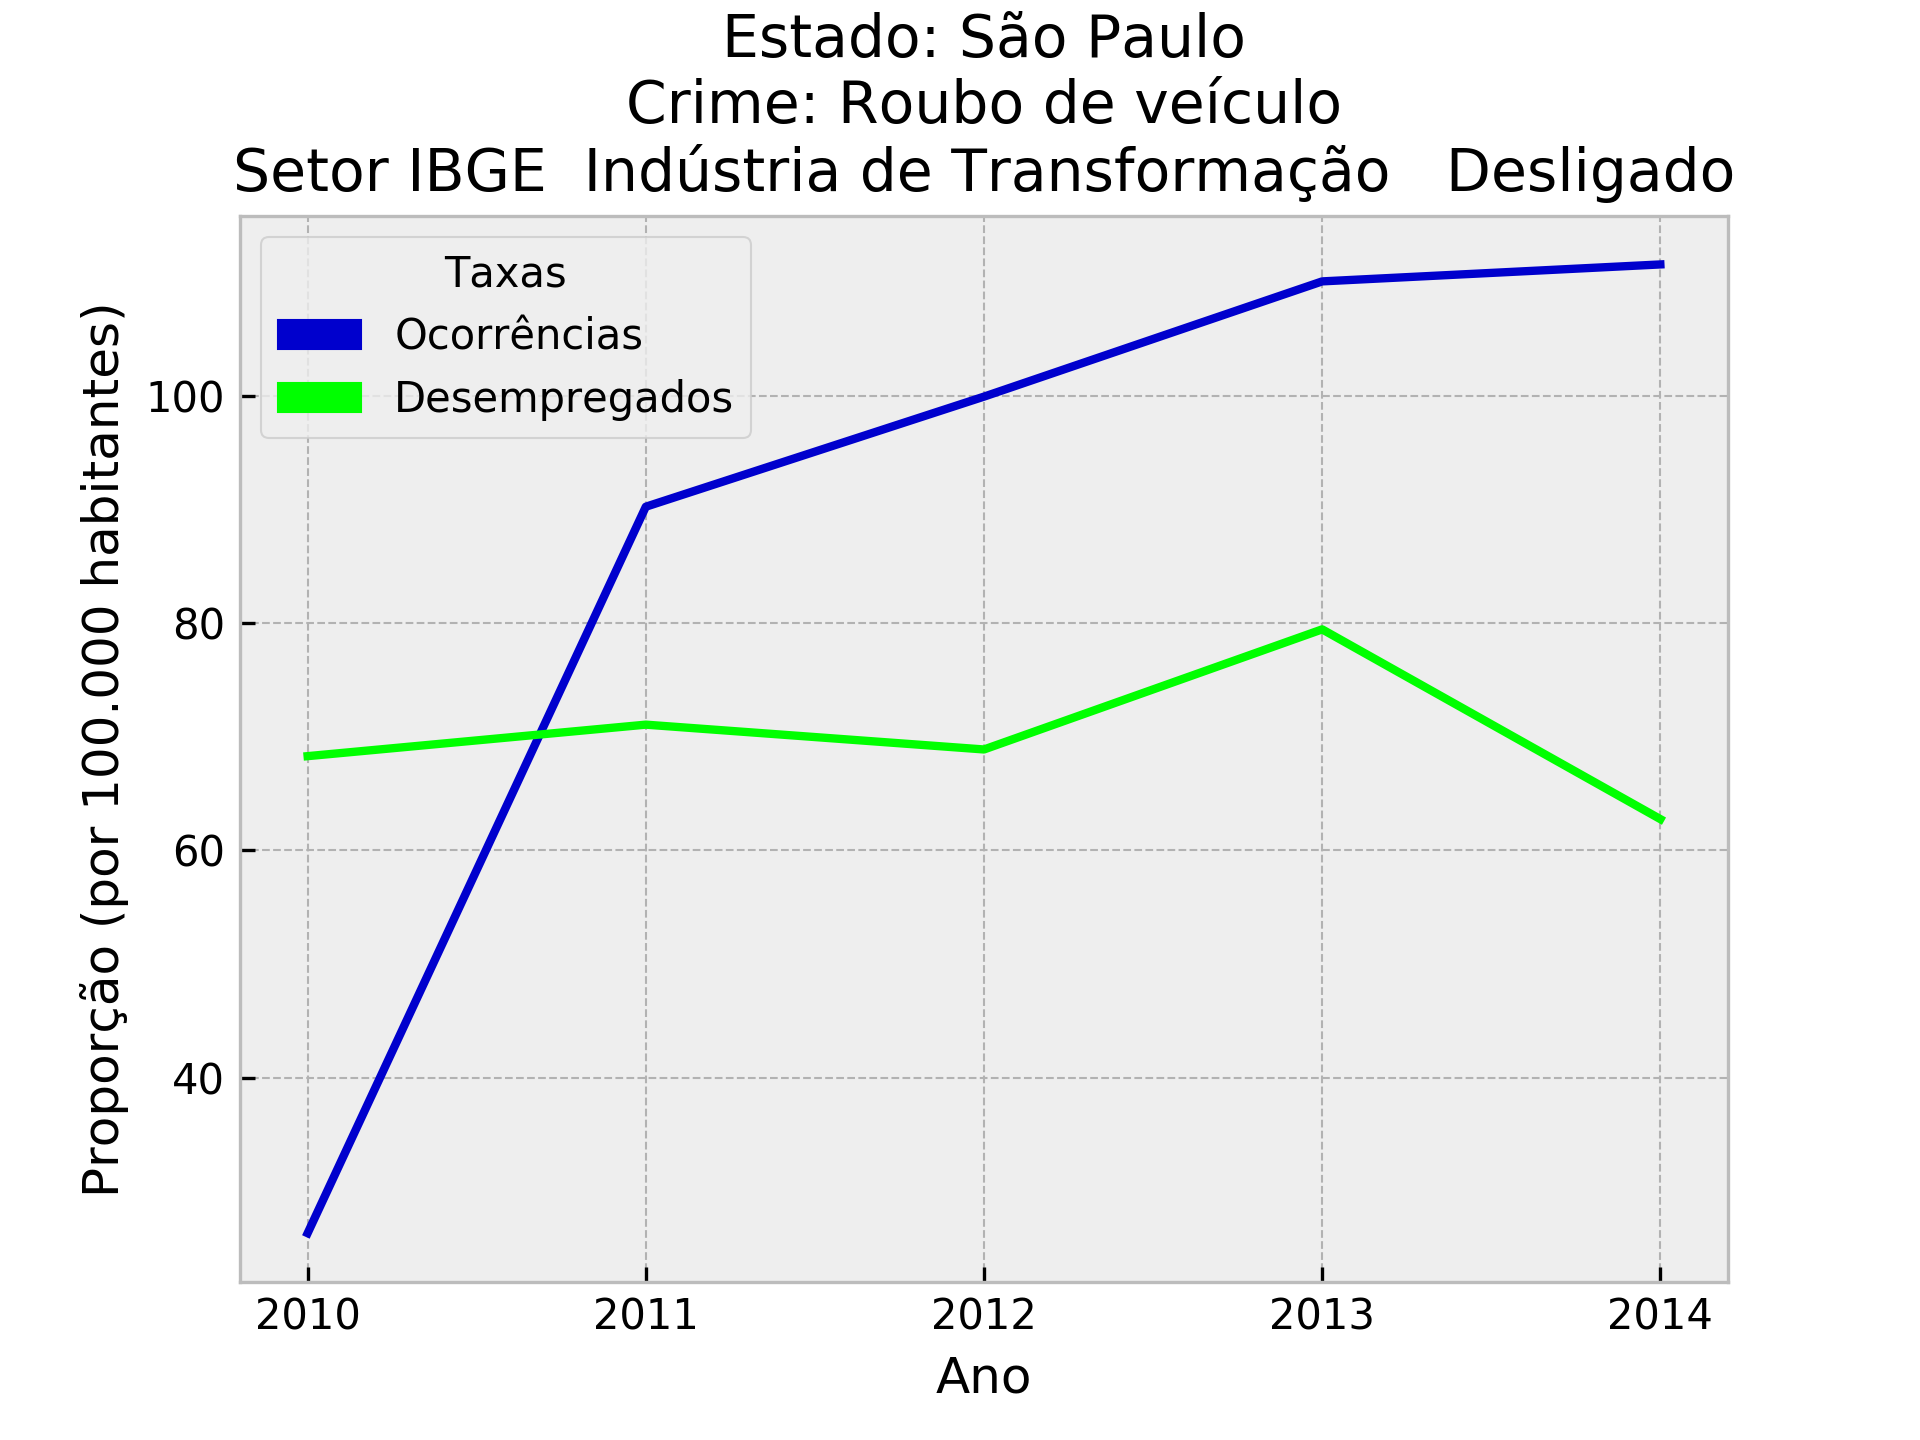 Estado: São Paulo
Crime: Roubo de veículo
Setor IBGE  Indústria de Transformação   Desligado
Taxas
Ocorrências
Desempregados
Proporção (por 100.000 habitantes)
100
80
60
40
2010 2011 2012 2013 2014
Ano